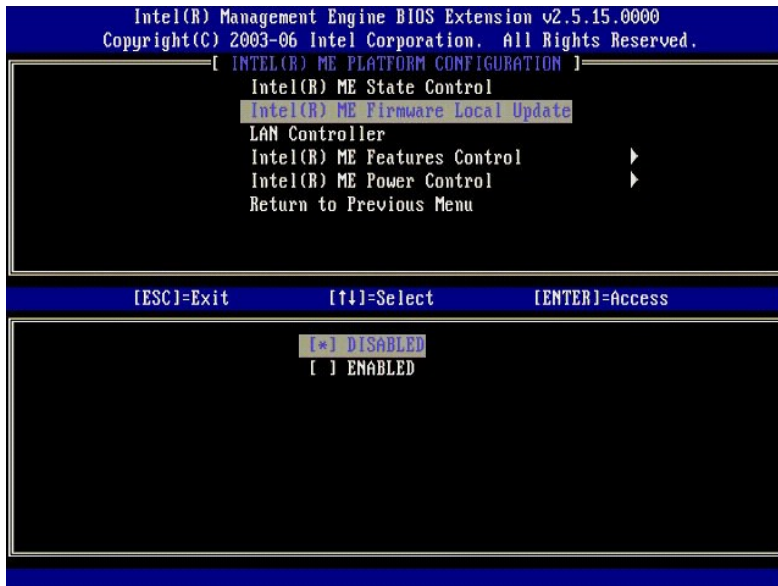 Intel(R) Management Engine BIOS Extension v2.5.15.0000
Copyright(C) 2003-06 Intel Corporation. All Rights Reserved.
[ INTEL(R) ME PLATFORM CONFIGURATION ]
Intel(R) ME State Control
Intel(R) ME Firmware Local Update
LAN Controller
Intel(R) ME Features Control
Intel(R) ME Power Control
Return to Previous Menu
[ESC]=Exit [↑↓]=Select [ENTER]=Access
[*] DISABLED
[ ] ENABLED